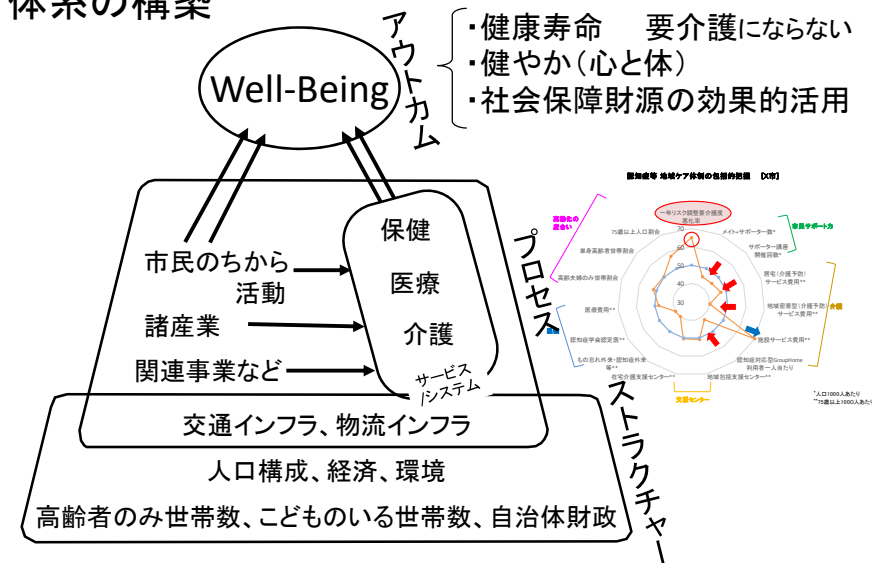 体系の構築
Well-Being
アウトカム
・健康寿命　要介護にならない
・健やか（心と体）
・社会保障財源の効果的活用
保健
医療
介護
サービス
/システム
市民のちから
活動
諸産業
関連事業など
プロセス
交通インフラ、物流インフラ
人口構成、経済、環境
高齢者のみ世帯数、こどものいる世帯数、自治体財政
ストラクチャー
認知症等 地域ケア体制の包括的把握　【X市】
一年リスク調整要介護度
悪化率
高齢化の
度合い
75歳以上人口割合
メイト+サポーター数*
市民サポート力
単身高齢者世帯割合
サポーター講座
開催回数*
高齢夫婦のみ世帯割合
居宅（介護予防）
サービス費用**
医療費用**
地域密着型（介護予防）
サービス費用**
介護
認知症学会認定医**
施設サービス費用**
もの忘れ外来・認知症外来
等**
認知症対応型GroupHome
利用者一人当たり
在宅介護支援センター**
地域包括支援センター**
支援センター
70
60
50
40
30
*人口1000人あたり
**75歳以上1000人あたり